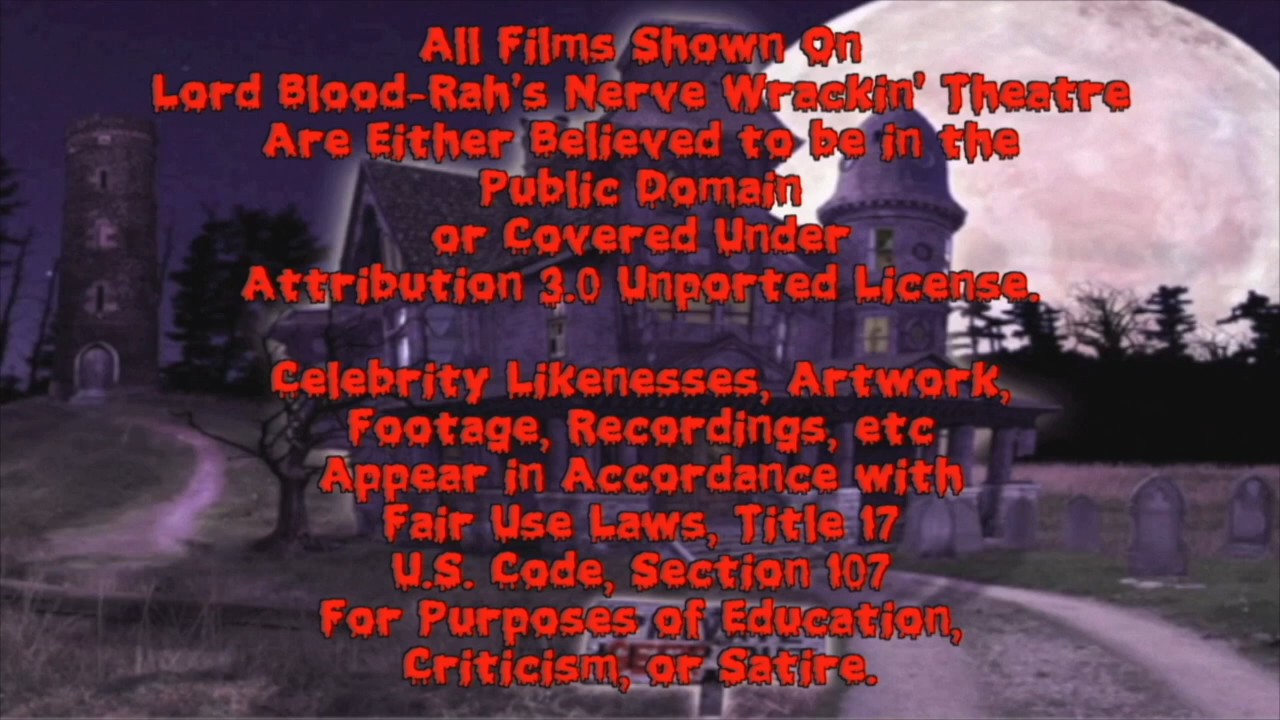 All Films Shown On
Lord Blood-Rah's Nerve Wrackin' Theatre
Are Either Believed to be in the
Public Domain
or Covered Under
Attribution 3.0 Unported License.
Celebrity Likenesses, Artwork,
Footage, Recordings, etc
Appear in Accordance with
Fair Use Laws, Title 17
U.S. Code, Section 107
For Purposes of Education,
Criticism, or Satire.